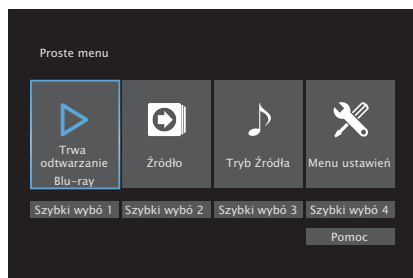 Proste menu
Trwa
odtwarzanie
Blu-ray
Źródło
Tryb Źródła
Menu ustawień
Szybki wybó 1
Szybki wybó 2
Szybki wybó 3
Szybki wybó 4
Pomoc